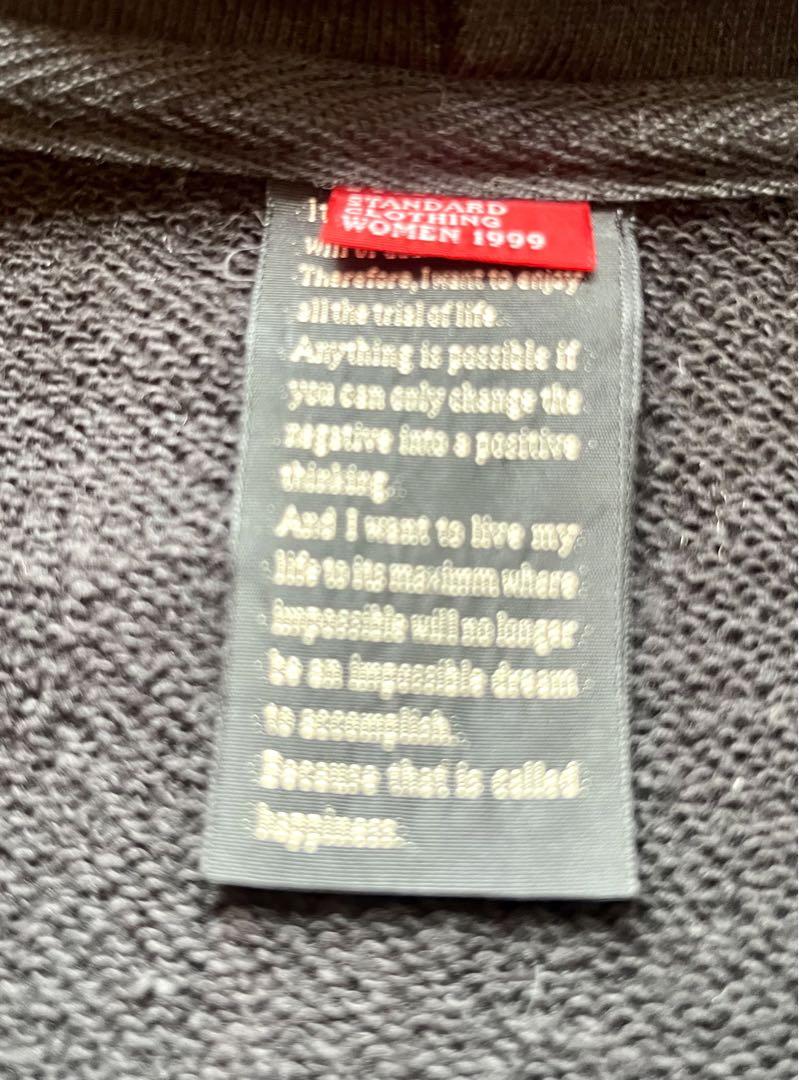 STANDARD
CLOTHING
WOMEN 1999
Therefore, I want to enjoy
all the trial of life.
Anything is possible if
you can only change the
negative into a positive
thinking.
And I want to live my
life to its maximum where
impossible will no longer
be an impossible dream
to accomplish.
Because that is called
happiness.